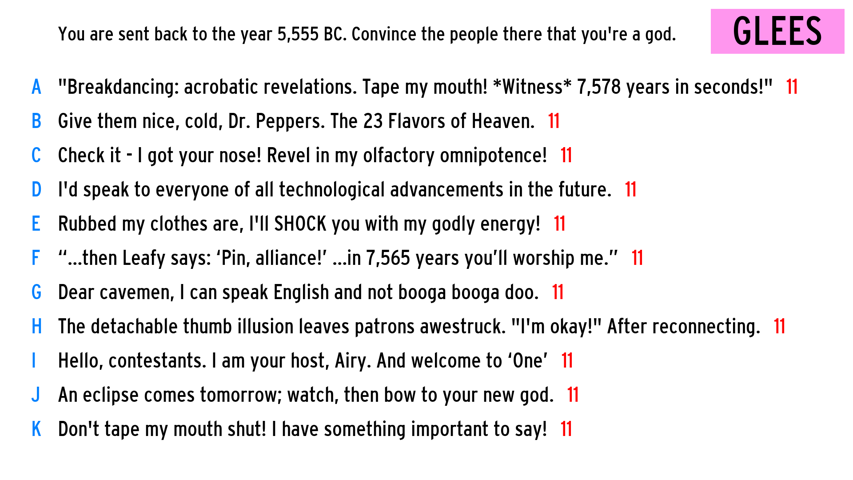 You are sent back to the year 5,555 BC. Convince the people there that you're a god.
GLEES
A "Breakdancing: acrobatic revelations. Tape my mouth! *Witness* 7,578 years in seconds!" 11
B Give them nice, cold, Dr. Peppers. The 23 Flavors of Heaven. 11
C Check it - I got your nose! Revel in my olfactory omnipotence! 11
D I'd speak to everyone of all technological advancements in the future. 11
E Rubbed my clothes are, I'll SHOCK you with my godly energy! 11
F “...then Leafy says: ‘Pin, alliance!’ ...in 7,565 years you’ll worship me.” 11
G Dear cavemen, I can speak English and not booga booga doo. 11
H The detachable thumb illusion leaves patrons awestruck. "I'm okay!" After reconnecting. 11
I Hello, contestants. I am your host, Airy. And welcome to ‘One’ 11
J An eclipse comes tomorrow; watch, then bow to your new god. 11
K Don't tape my mouth shut! I have something important to say! 11